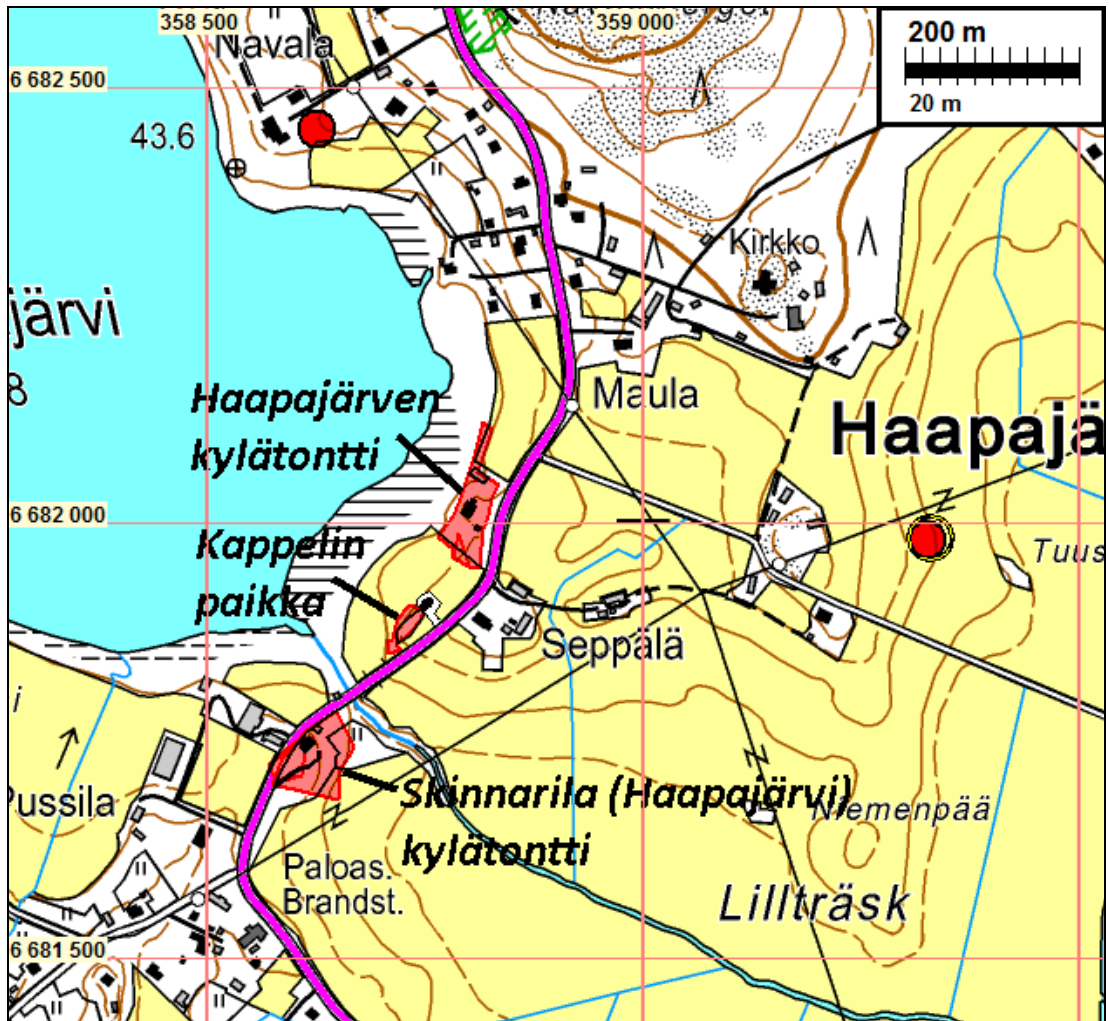 358 500
359 000
Navala
200 m
20 m
6 682 500
43.6
Kirkko
järvi
8
Haapajärven
kylätontti
Maula
Haapajä
6 682 000
Kappelin
paikka
Tuus
Seppälä
i
Skinnarila (Haapajärvi)
kylätontti
Pussila
Niemenpää
Paloas.
Brandst.
Lillträsk
6 681 500